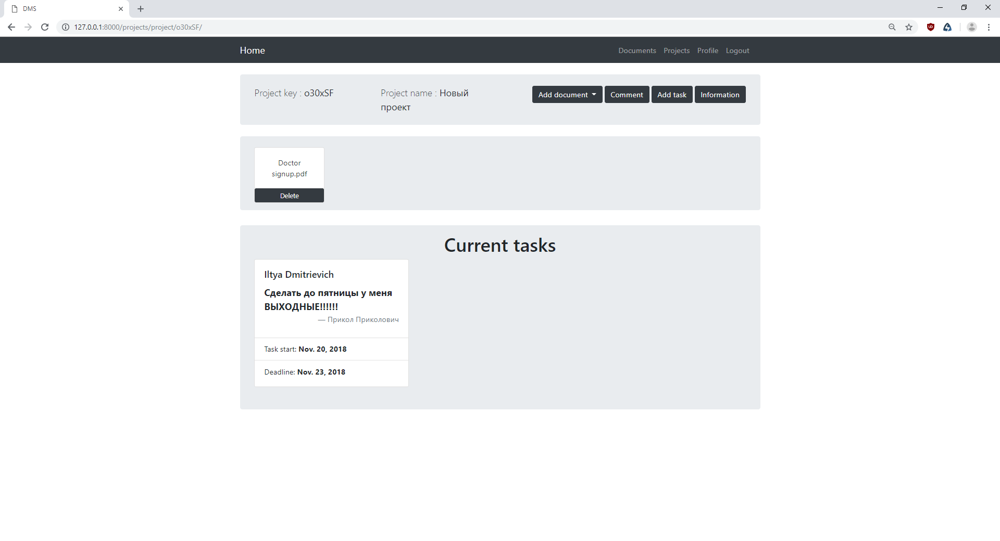 DMS
127.0.0.1:8000/projects/project/o30xSF/
Home
Documents Projects Profile Logout
Project key : o30xSF
Project name : Новый
проект
Add document Comment Add task Information
Doctor
signup.pdf
Delete
Current tasks
Iltya Dmitrievich
Сделать до пятницы у меня
ВЫХОДНЫЕ!!!!!!
— Прикол Приколович
Task start: Nov. 20, 2018
Deadline: Nov. 23, 2018